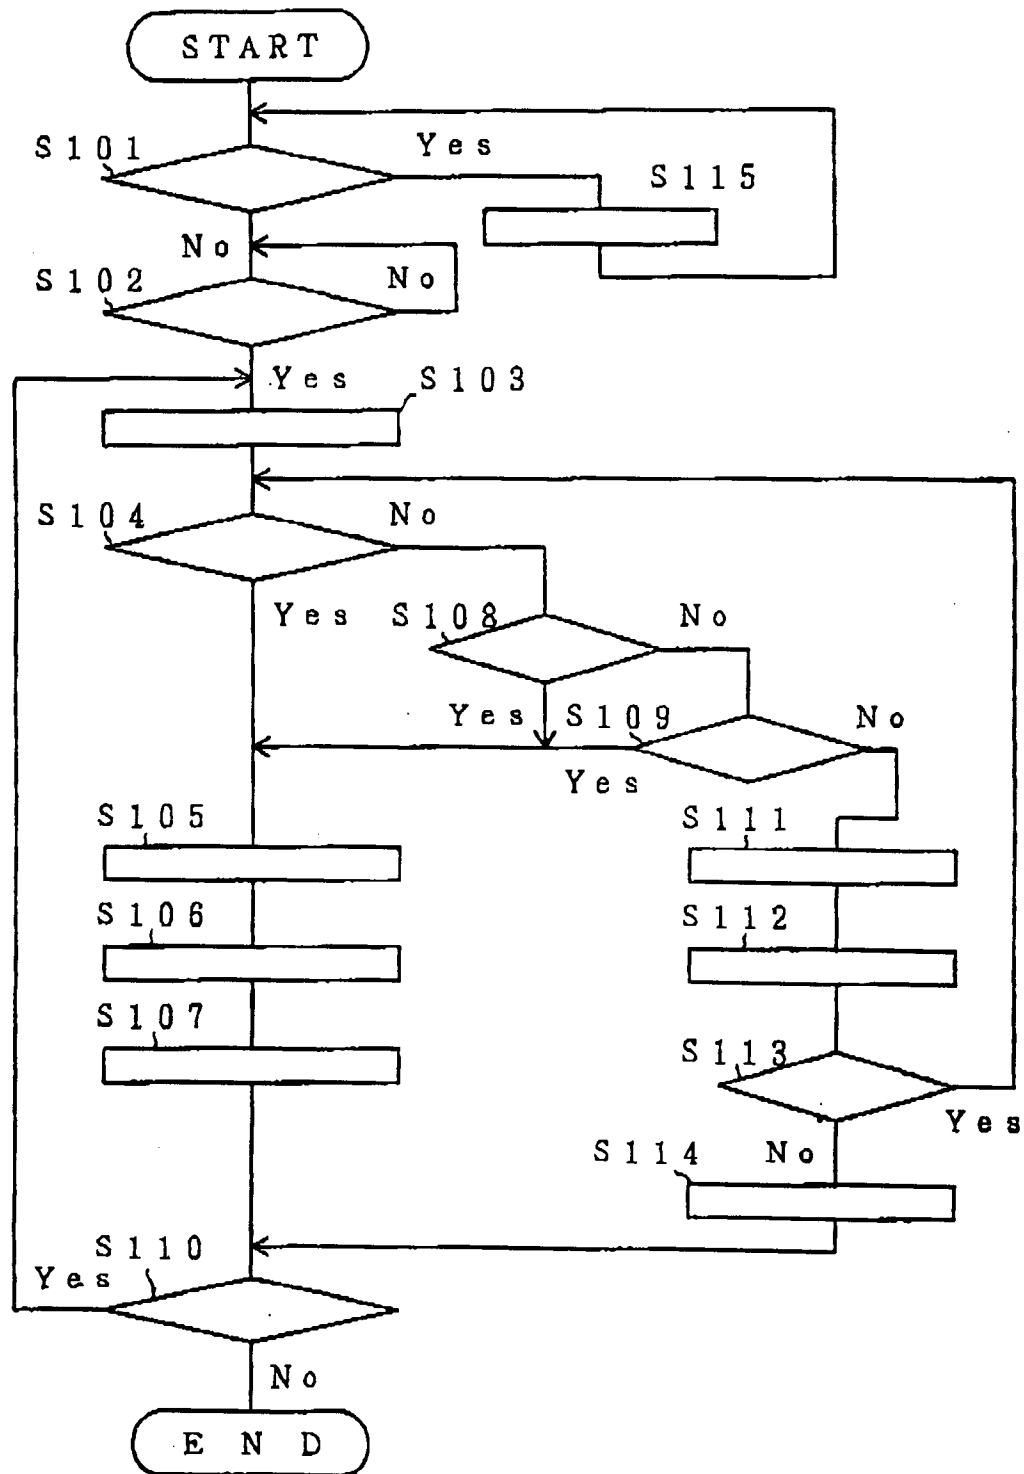 START
S101
Yes
S115
No
S102
No
Yes
S103
S104
No
Yes
S108
No
Yes
S109
No
Yes
S105
S111
S106
S112
S107
S113
Yes
S114
No
S110
Yes
No
END